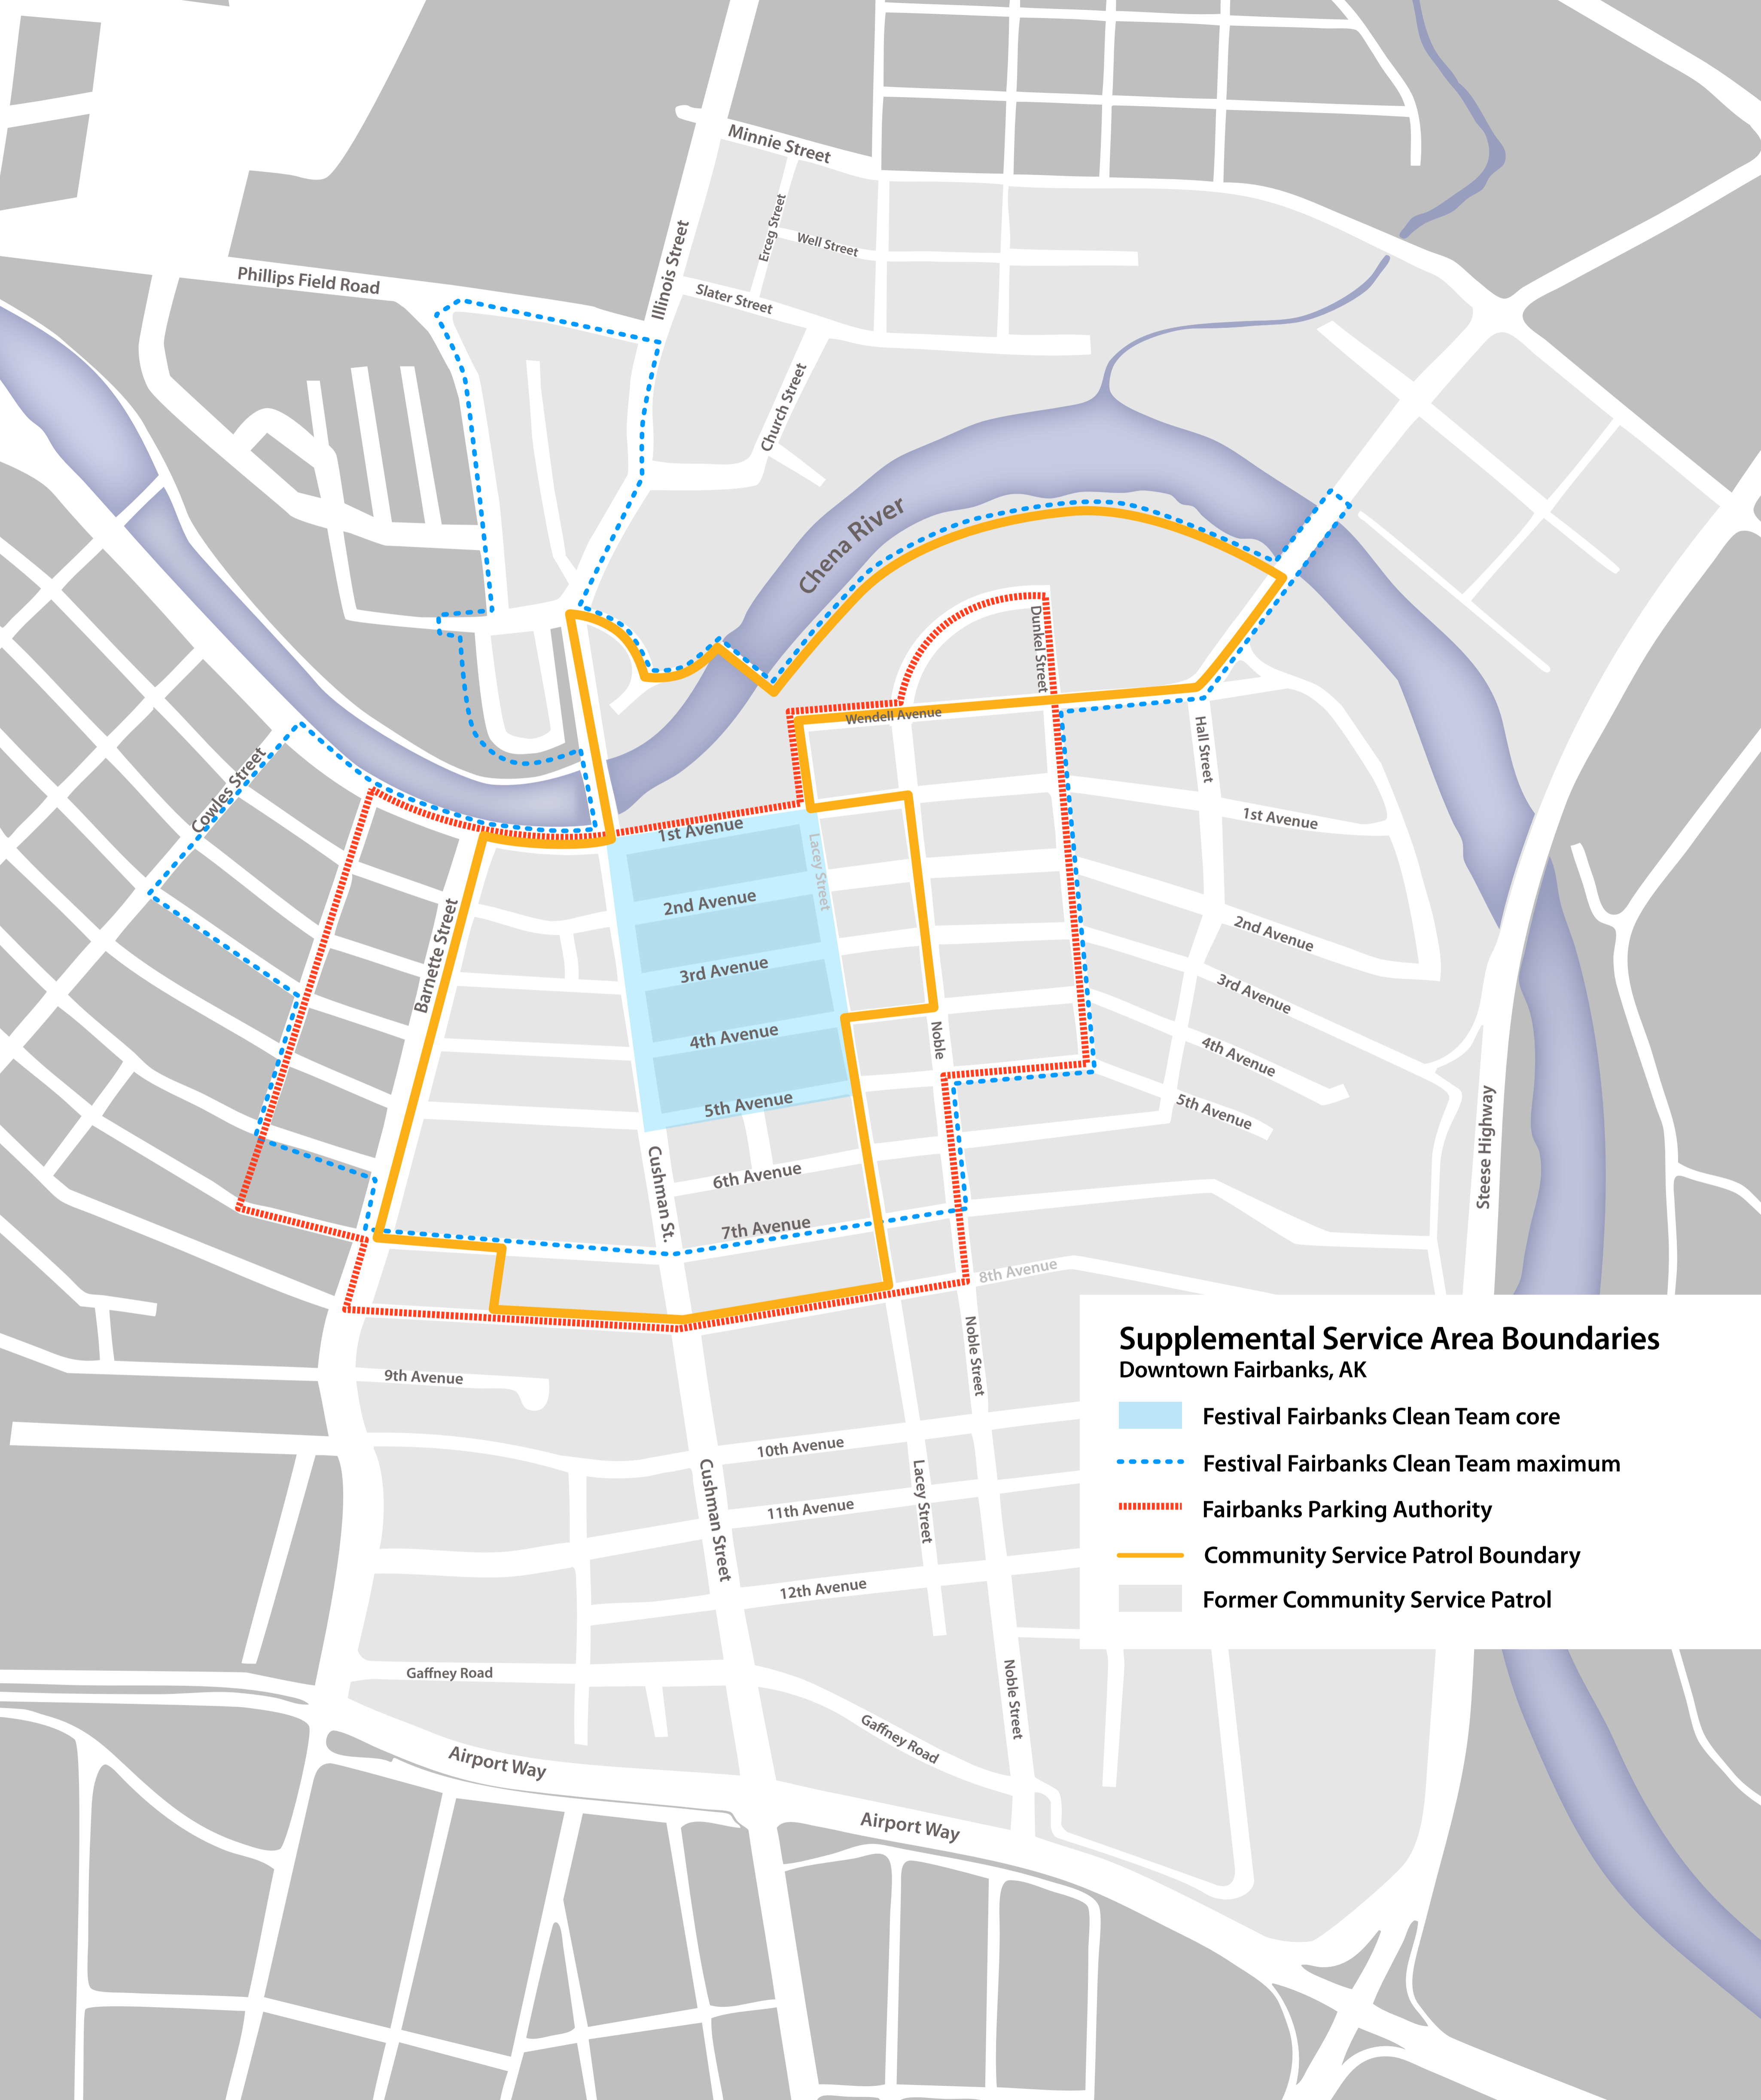 Minnie Street
Erceg Street
Well Street
Illinois Street
Phillips Field Road
Slater Street
Church Street
Chena River
Dunkel Street
Wendell Avenue
Hall Street
Cowles Street
1st Avenue
1st Avenue
Lacey Street
2nd Avenue
2nd Avenue
Barnette Street
3rd Avenue
3rd Avenue
4th Avenue
Noble
4th Avenue
5th Avenue
5th Avenue
Steese Highway
Cushman St.
6th Avenue
7th Avenue
8th Avenue
Noble Street
9th Avenue
Supplemental Service Area Boundaries
Downtown Fairbanks, AK
Festival Fairbanks Clean Team core
Festival Fairbanks Clean Team maximum
Fairbanks Parking Authority
Community Service Patrol Boundary
Former Community Service Patrol
10th Avenue
Cushman Street
Lacey Street
11th Avenue
12th Avenue
Gaffney Road
Noble Street
Gaffney Road
Airport Way
Airport Way